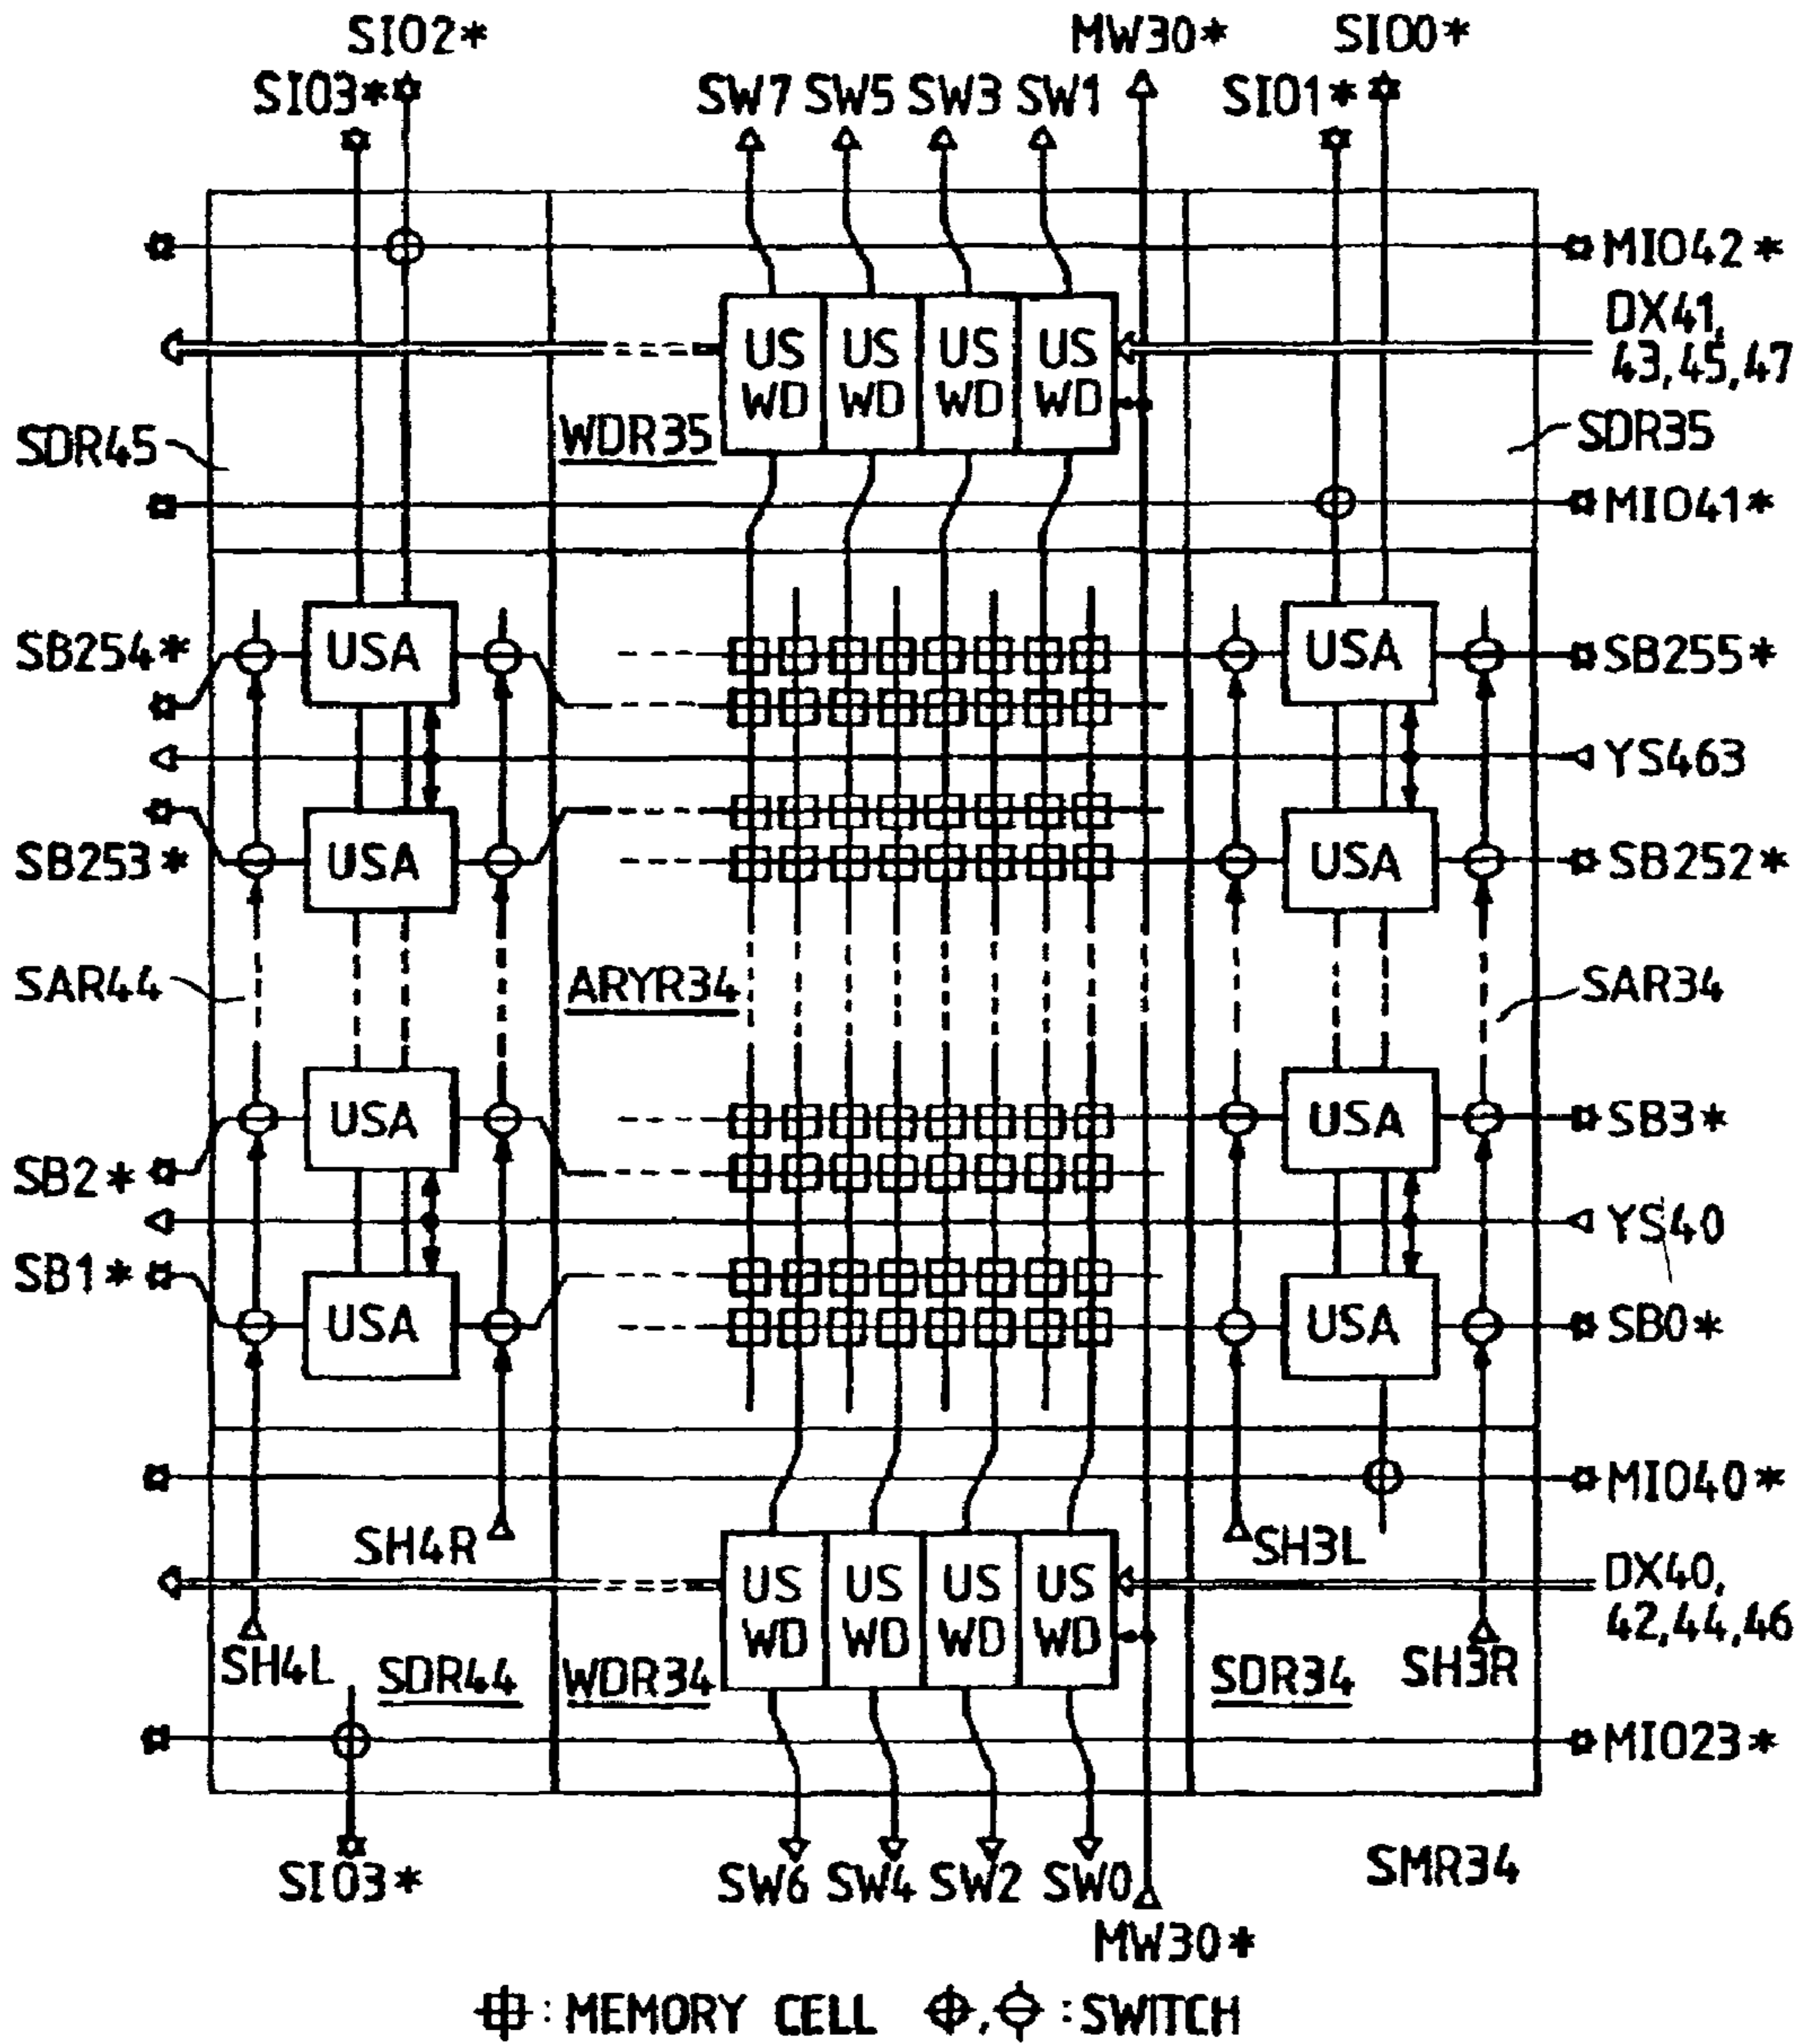 SIO2* MW30* SIO0*
SIO3* SW7 SW5 SW3 SW1 SIO1*
MIO42*
DX41,
43,45,47
US US US US
WD WD WD WD
SDR45 WDR35 SDR35
MIO41*
SB254* USA USA SB255*
YS463
SB253* USA USA SB252*
SAR44 ARYR34 SAR34
USA USA SB3*
SB2*
YS40
SB1*
USA USA SB0*
MIO40*
SH4R SH3L
DX40,
42,44,46
US US US US
WD WD WD WD
SH4L SDR44 WDR34 SDR34 SH3R
MIO23*
SIO3* SW6 SW4 SW2 SW0 SMR34
MW30*
: MEMORY CELL , : SWITCH